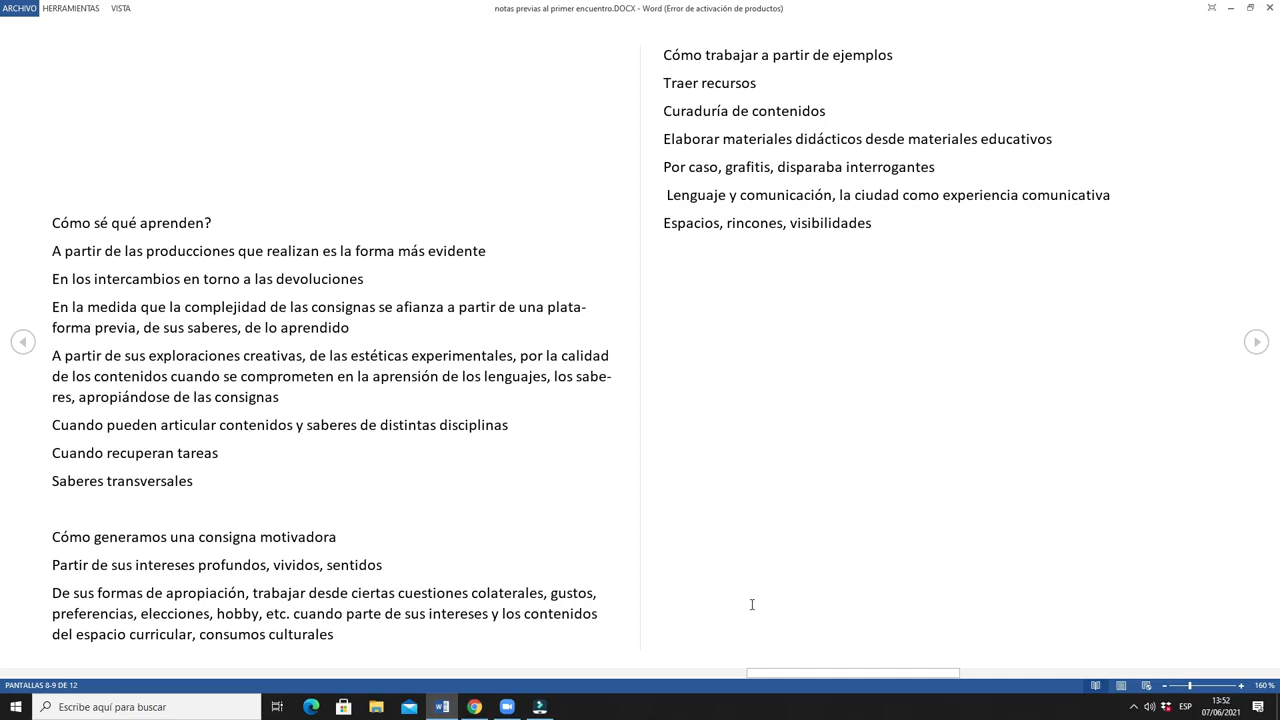 ARCHIVO HERRAMIENTAS VISTA
notas previas al primer encuentro.DOCX - Word (Error de activación de productos)
Cómo sé qué aprenden?
A partir de las producciones que realizan es la forma más evidente
En los intercambios en torno a las devoluciones
En la medida que la complejidad de las consignas se afianza a partir de una plata-
forma previa, de sus saberes, de lo aprendido
A partir de sus exploraciones creativas, de las estéticas experimentales, por la calidad
de los contenidos cuando se comprometen en la aprensión de los lenguajes, los sabe-
res, apropiándose de las consignas
Cuando pueden articular contenidos y saberes de distintas disciplinas
Cuando recuperan tareas
Saberes transversales
Cómo generamos una consigna motivadora
Partir de sus intereses profundos, vividos, sentidos
De sus formas de apropiación, trabajar desde ciertas cuestiones colaterales, gustos,
preferencias, elecciones, hobby, etc. cuando parte de sus intereses y los contenidos
del espacio curricular, consumos culturales
Cómo trabajar a partir de ejemplos
Traer recursos
Curaduría de contenidos
Elaborar materiales didácticos desde materiales educativos
Por caso, grafitis, disparaba interrogantes
Lenguaje y comunicación, la ciudad como experiencia comunicativa
Espacios, rincones, visibilidades
PANTALLAS 8-9 DE 12
160 %
Escribe aquí para buscar
ESP
13:52
07/06/2021